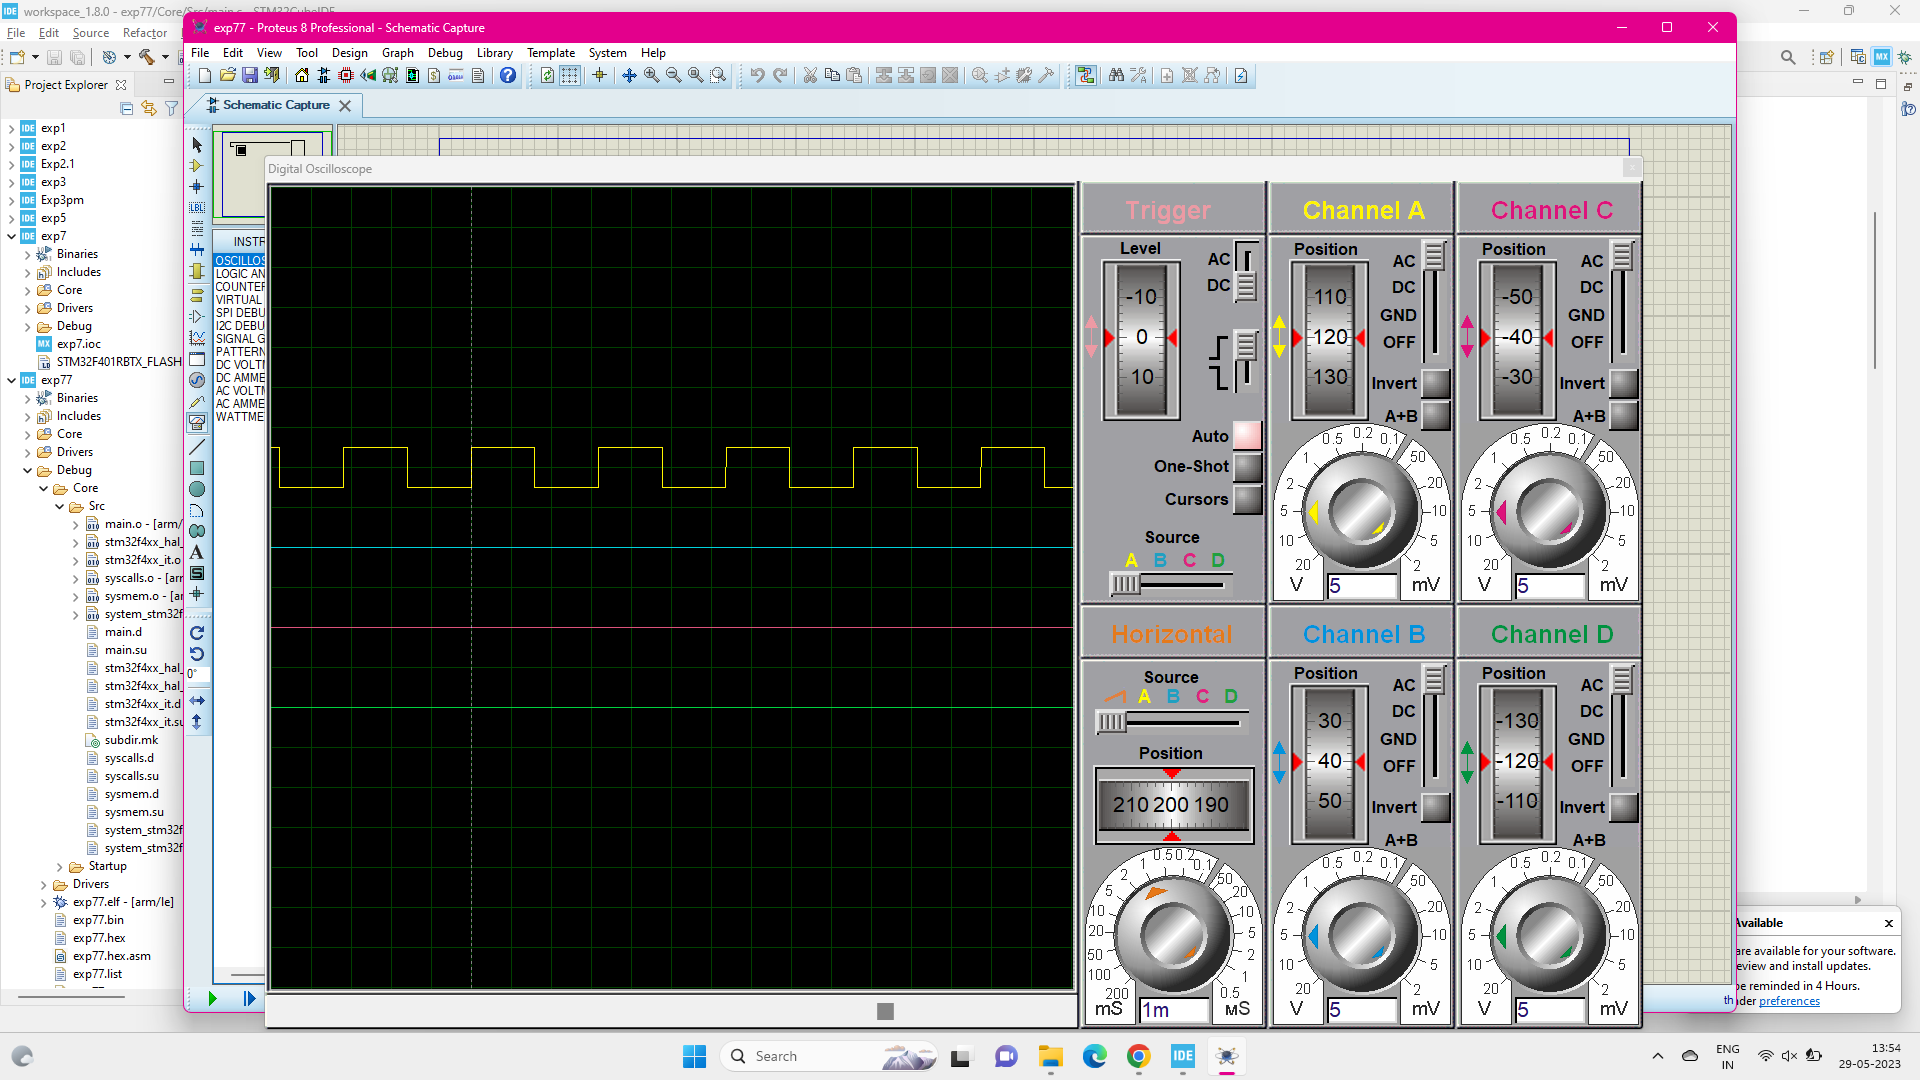 workspace_1.8.0 - exp77/Core/Src/main.c - STM32CubeIDE
File Edit Source Refactor
Project Explorer
exp1
exp2
Exp2.1
exp3
Exp3pm
exp5
exp7
Binaries
Includes
Core
Drivers
Debug
exp7.ioc
STM32F401RBTX_FLASH
exp77
Binaries
Includes
Core
Drivers
Debug
Core
Src
main.o - [arm/
stm32f4xx_hal_
stm32f4xx_it.o
syscalls.o - [arm
sysmem.o - [ar
system_stm32f
main.d
main.su
stm32f4xx_hal_
stm32f4xx_hal_
stm32f4xx_it.d
stm32f4xx_it.su
subdir.mk
syscalls.d
syscalls.su
sysmem.d
sysmem.su
system_stm32f
system_stm32f
Startup
Drivers
exp77.elf - [arm/le]
exp77.bin
exp77.hex
exp77.hex.asm
exp77.list
exp77 - Proteus 8 Professional - Schematic Capture
File Edit View Tool Design Graph Debug Library Template System Help
Schematic Capture
INSTR
OSCILLOS
LOGIC AN
COUNTER
VIRTUAL
SPI DEBU
I2C DEBU
SIGNAL G
PATTERN
DC VOLTM
DC AMME
AC VOLTM
AC AMME
WATTME
LBL
A
S
0°
Digital Oscilloscope
Trigger
Level
-10
0
10
AC
DC
Auto
One-Shot
Cursors
Source
A B C D
Channel A
Position
110
120
130
AC
DC
GND
OFF
Invert
A+B
0.5 0.2 0.1
1 50
2 20
5 10
10 5
20 2
V 5 mV
Channel C
Position
-50
-40
-30
AC
DC
GND
OFF
Invert
A+B
0.5 0.2 0.1
1 50
2 20
5 10
10 5
20 2
V 5 mV
Horizontal
Source
A B C D
Position
210 200 190
1 0.5 0.2 0.1
2 50
5 20
10 10
20 5
50 2
100 1
200 0.5
mS 1m мS
Channel B
Position
30
40
50
AC
DC
GND
OFF
Invert
A+B
0.5 0.2 0.1
1 50
2 20
5 10
10 5
20 2
V 5 mV
Channel D
Position
-130
-120
-110
AC
DC
GND
OFF
Invert
A+B
0.5 0.2 0.1
1 50
2 20
5 10
10 5
20 2
V 5 mV
th
Available
are available for your software.
eview and install updates.
be reminded in 4 Hours.
der preferences
Search
IDE
ENG
IN
13:54
29-05-2023